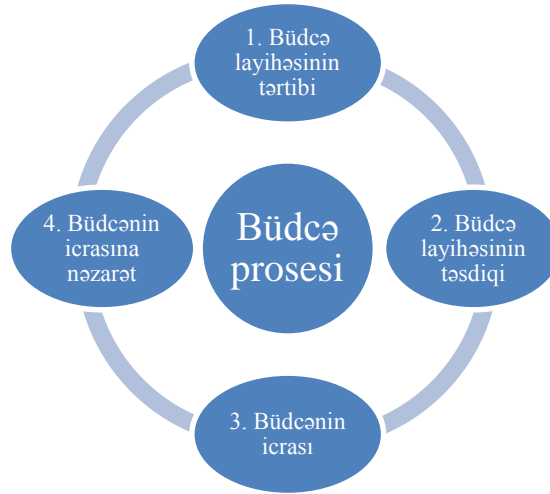 1. Büdcə
layihəsinin
tərtibi
2. Büdcə
layihəsinin
təsdiqi
3. Büdcənin
icrası
4. Büdcənin
icrasına
nəzarət
Büdcə
prosesi